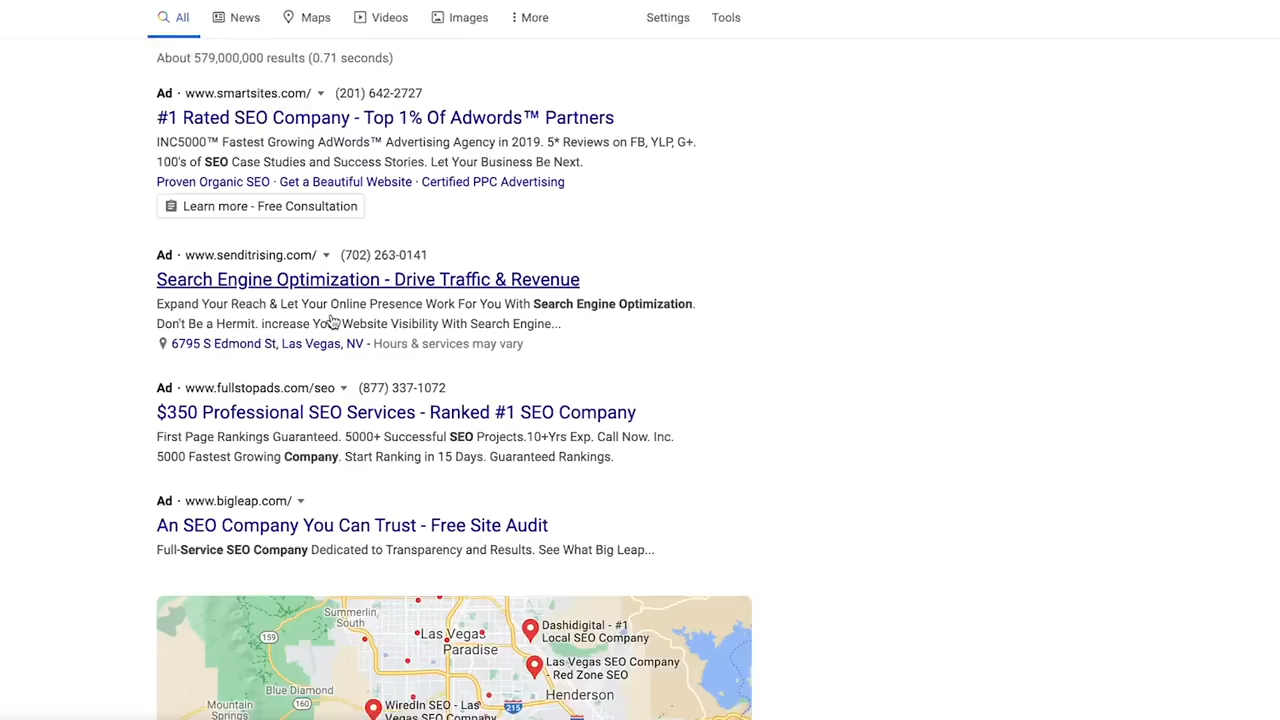 All News Maps Videos Images More Settings Tools
About 579,000,000 results (0.71 seconds)
Ad · www.smartsites.com/ (201) 642-2727
#1 Rated SEO Company - Top 1% Of Adwords™ Partners
INC5000™ Fastest Growing AdWords™ Advertising Agency in 2019. 5* Reviews on FB, YLP, G+.
100's of SEO Case Studies and Success Stories. Let Your Business Be Next.
Proven Organic SEO · Get a Beautiful Website · Certified PPC Advertising
Learn more - Free Consultation
Ad · www.senditrising.com/ (702) 263-0141
Search Engine Optimization - Drive Traffic & Revenue
Expand Your Reach & Let Your Online Presence Work For You With Search Engine Optimization.
Don't Be a Hermit. increase Your Website Visibility With Search Engine...
6795 S Edmond St, Las Vegas, NV - Hours & services may vary
Ad · www.fullstopads.com/seo (877) 337-1072
$350 Professional SEO Services - Ranked #1 SEO Company
First Page Rankings Guaranteed. 5000+ Successful SEO Projects.10+Yrs Exp. Call Now. Inc.
5000 Fastest Growing Company. Start Ranking in 15 Days. Guaranteed Rankings.
Ad · www.bigleap.com/
An SEO Company You Can Trust - Free Site Audit
Full-Service SEO Company Dedicated to Transparency and Results. See What Big Leap...
Summerlin
South
159
Las Vegas
Paradise
Dashidigital - #1
Local SEO Company
Las Vegas SEO Company
- Red Zone SEO
Blue Diamond
160
Henderson
Mountain
Springs
WiredIn SEO - Las
Vegas SEO Company
215